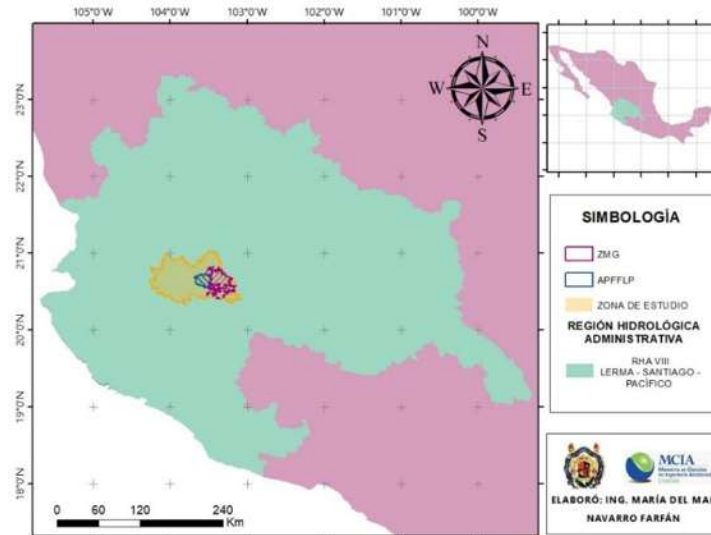 105°0'W 104°0'W 103°0'W 102°0'W 101°0'W 100°0'W
N
W E
S
23°0'N
22°0'N
21°0'N
20°0'N
19°0'N
18°0'N
0 60 120 240
Km
SIMBOLOGÍA
ZMG
APFFLP
ZONA DE ESTUDIO
REGIÓN HIDROLÓGICA
ADMINISTRATIVA
RHA VIII
LERMA - SANTIAGO -
PACÍFICO
MCIA
ELABORÓ: ING. MARÍA DEL MA
NAVARRO FARFÁN